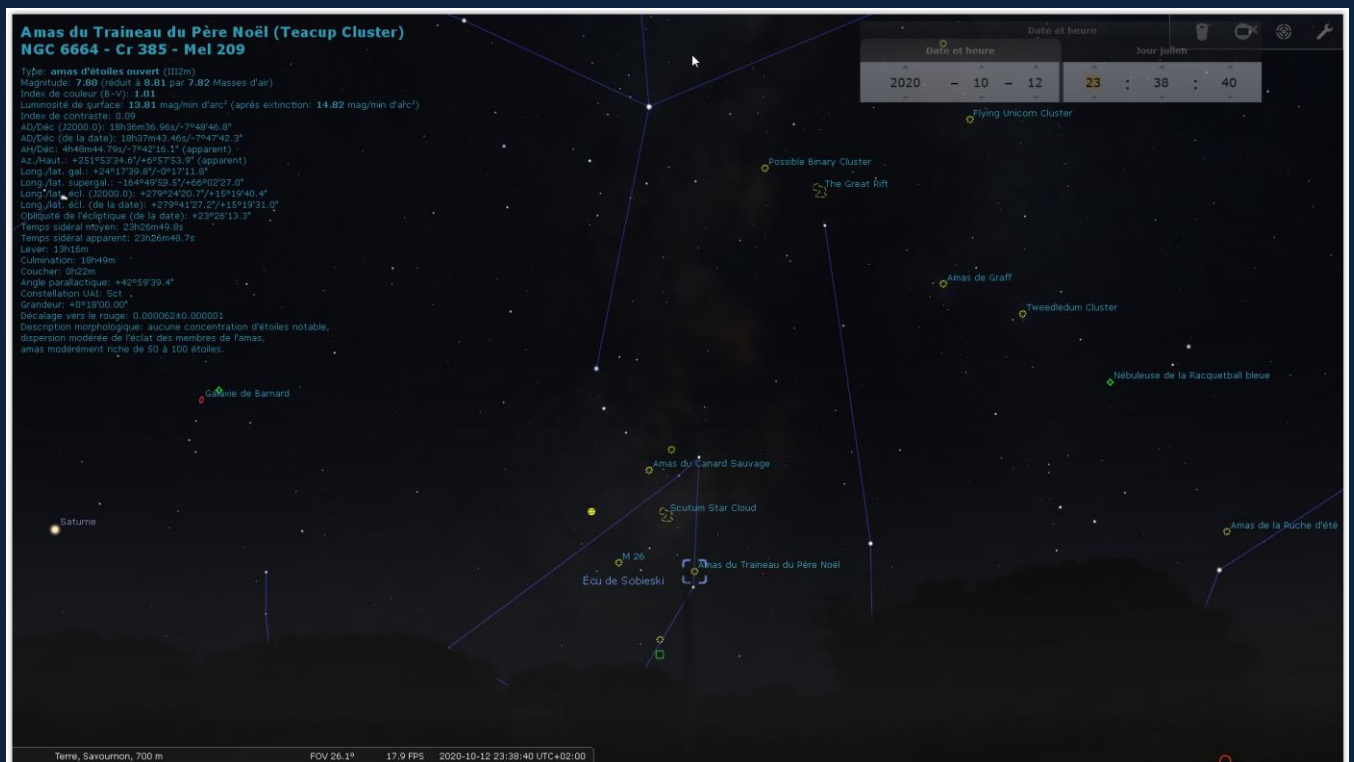 Amas du Traineau du Père Noël (Teacup Cluster)
NGC 6664 - Cr 385 - Mel 209
Type: amas d'étoiles ouvert (III2m)
Magnitude: 7.80 (réduit à 8.81 par 7.82 Masses d'air)
Index de couleur (B-V): 1.01
Luminosité de surface: 13.81 mag/min d'arc² (après extinction: 14.82 mag/min d'arc²)
Index de contraste: 0.09
AD/Déc (J2000.0): 18h36m36.96s/-7°48'46.8"
AD/Déc (de la date): 18h37m43.46s/-7°47'42.3"
AH/Déc: 4h48m44.79s/-7°42'16.1" (apparent)
Az./Haut.: +251°53'34.6"/+6°57'53.9" (apparent)
Long./lat. gal.: +24°17'39.8"/-0°17'11.8"
Long./lat. supergal.: -164°49'59.5"/+66°02'27.0"
Long./lat. écl. (J2000.0): +279°24'20.7"/+15°19'40.4"
Long./lat. écl. (de la date): +279°41'27.2"/+15°19'31.0"
Obliquité de l'écliptique (de la date): +23°26'13.3"
Temps sidéral moyen: 23h26m49.8s
Temps sidéral apparent: 23h26m48.7s
Lever: 13h16m
Culmination: 18h49m
Coucher: 0h22m
Angle parallactique: +42°59'39.4"
Constellation UAI: Sct
Grandeur: +0°18'00.00"
Décalage vers le rouge: 0.000062±0.000001
Description morphologique: aucune concentration d'étoiles notable,
dispersion modérée de l'éclat des membres de l'amas,
amas modérément riche de 50 à 100 étoiles.
Date et heure
Date et heure
Jour julien
2020 - 10 - 12 23 : 38 : 40
Flying Unicorn Cluster
Possible Binary Cluster
The Great Rift
Amas de Graff
Tweedledum Cluster
Nébuleuse de la Racquetball bleue
Galaxie de Barnard
Amas du Canard Sauvage
Scutum Star Cloud
Saturne
Amas de la Ruche d'été
M 26
Amas du Traineau du Père Noël
Écu de Sobieski
Terre, Savournon, 700 m FOV 26.1° 17.9 FPS 2020-10-12 23:38:40 UTC+02:00